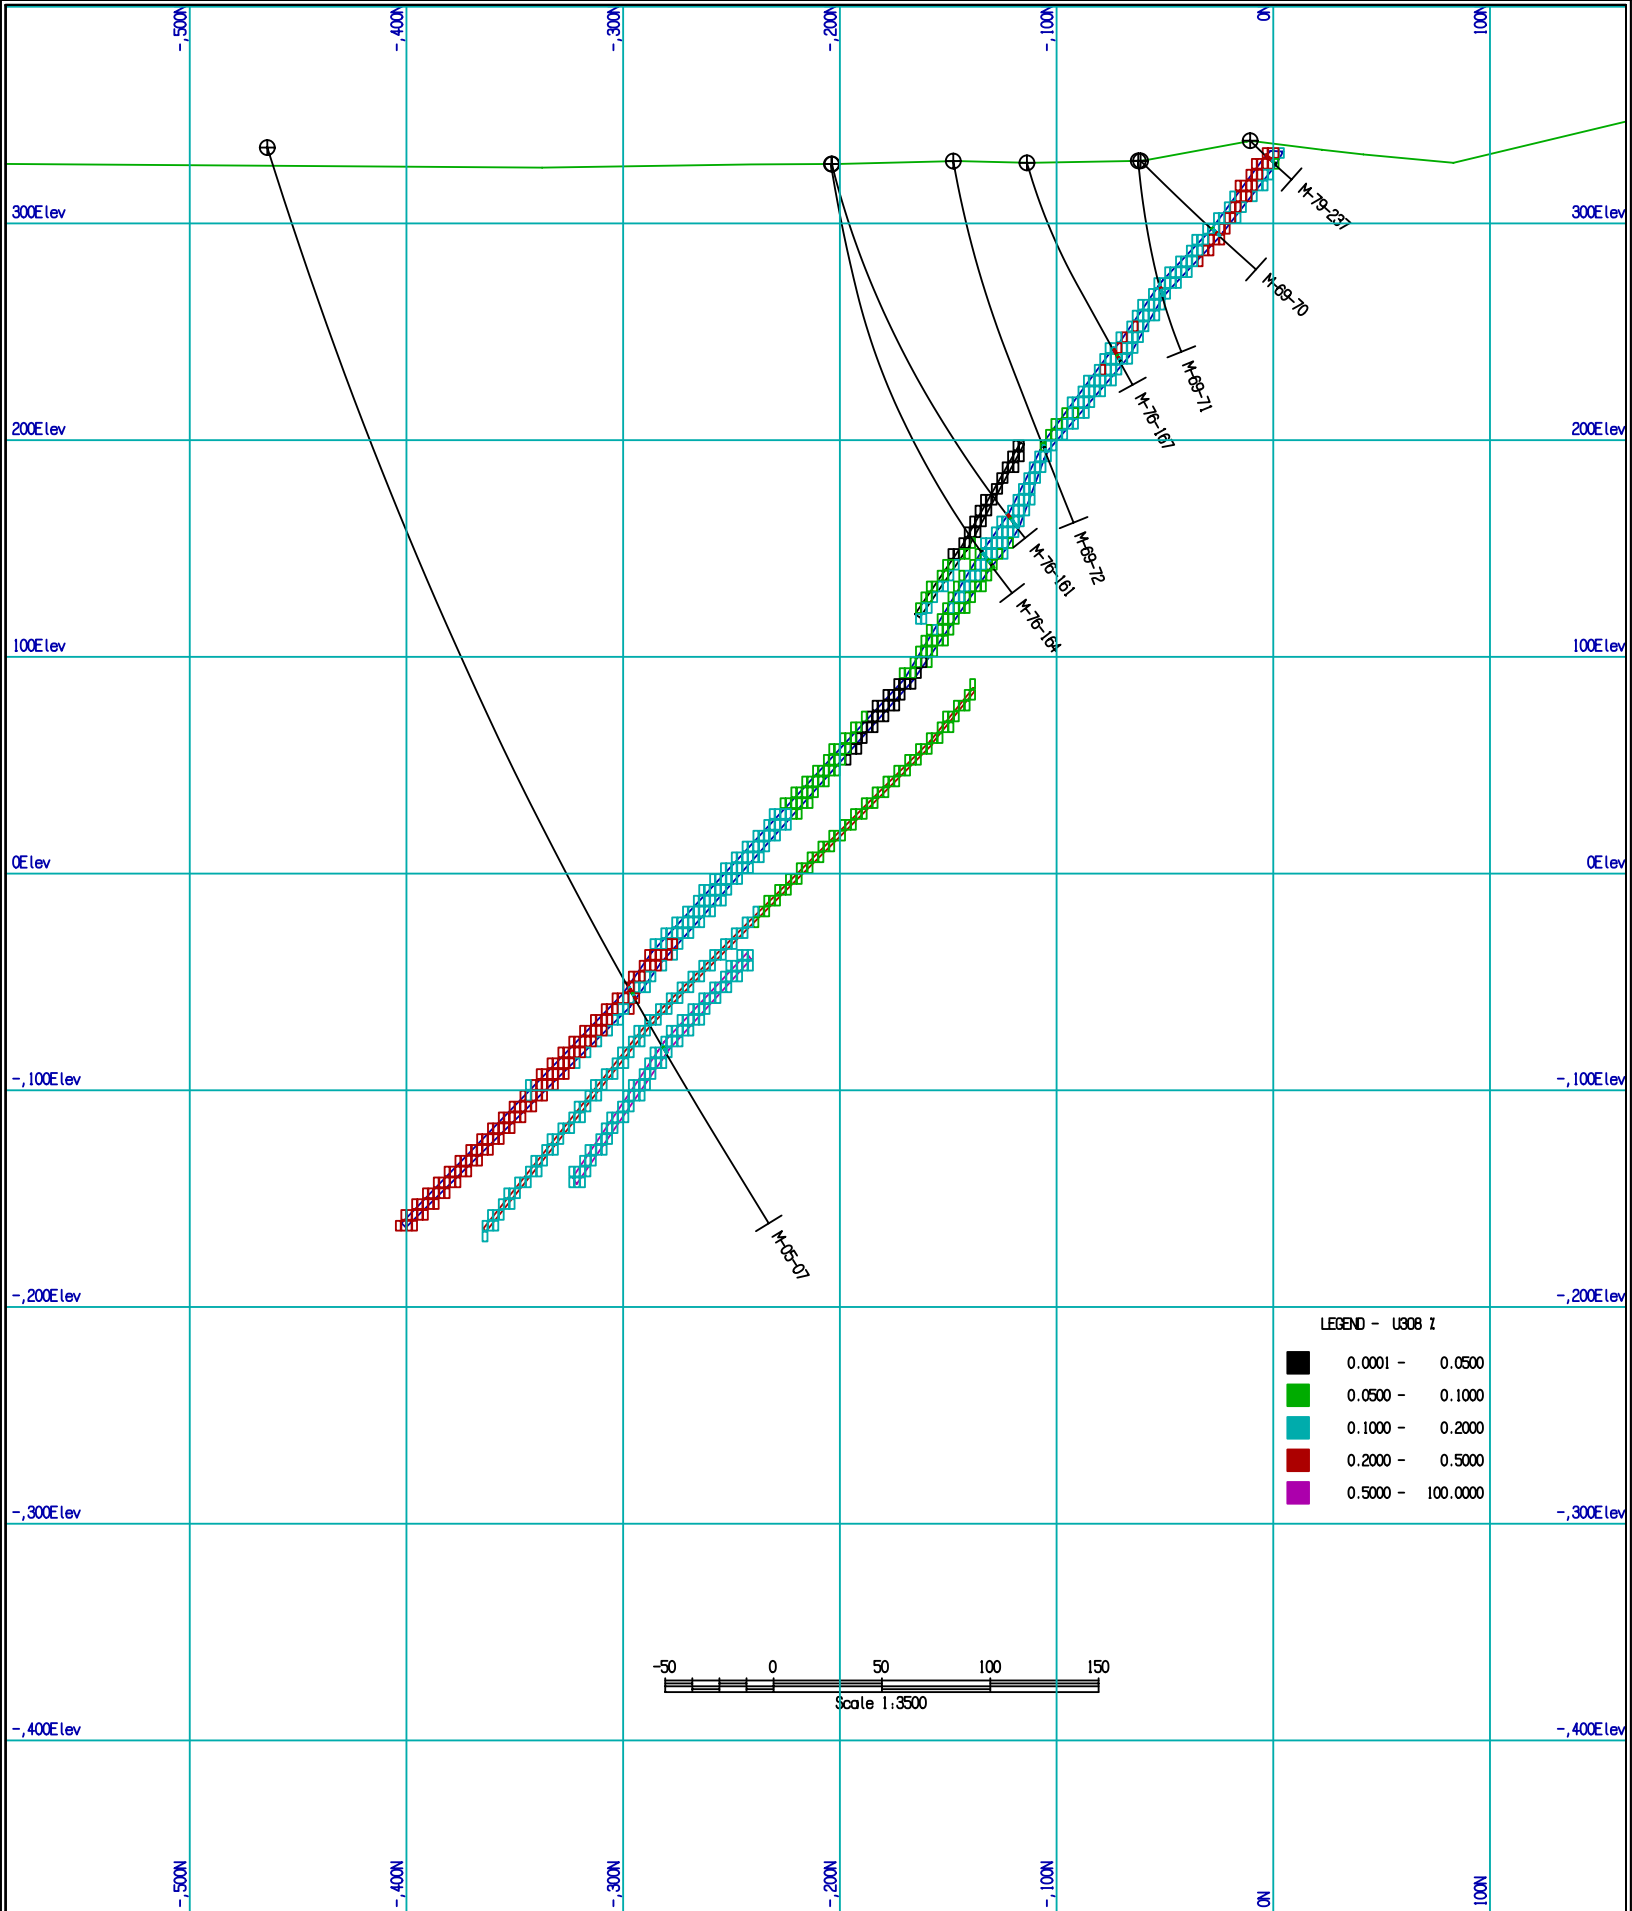 -,500N
-,400N
-,300N
-,200N
-,100N
0N
100N
300Elev
300Elev
M-79-237
M-69-70
M-69-71
M-76-167
200Elev
200Elev
M-69-72
M-76-161
M-76-164
100Elev
100Elev
0Elev
0Elev
-,100Elev
-,100Elev
M-05-07
-,200Elev
-,200Elev
LEGEND - U3O8 %
0.0001 - 0.0500
0.0500 - 0.1000
0.1000 - 0.2000
0.2000 - 0.5000
0.5000 - 100.0000
-,300Elev
-,300Elev
-50 0 50 100 150
Scale 1:3500
-,400Elev
-,400Elev
-,500N
-,400N
-,300N
-,200N
-,100N
0N
100N